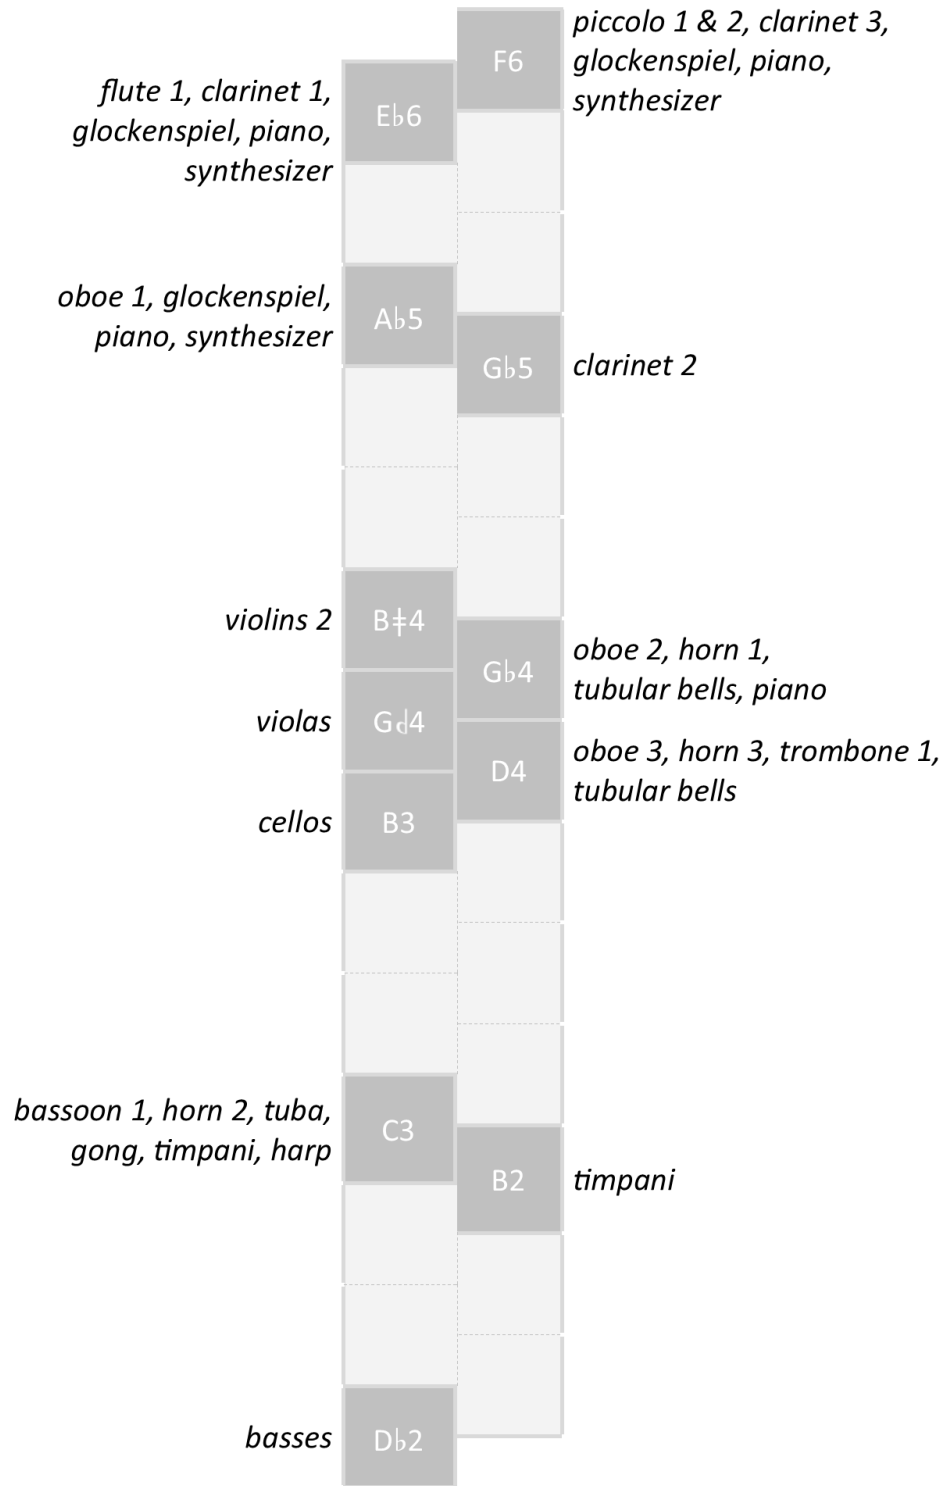 piccolo 1 & 2, clarinet 3,
glockenspiel, piano,
synthesizer
F6
flute 1, clarinet 1,
glockenspiel, piano,
synthesizer
E♭6
oboe 1, glockenspiel,
piano, synthesizer
A♭5
G♭5
clarinet 2
violins 2
B𝄲4
oboe 2, horn 1,
tubular bells, piano
G♭4
violas
G𝄳4
oboe 3, horn 3, trombone 1,
tubular bells
D4
cellos
B3
bassoon 1, horn 2, tuba,
gong, timpani, harp
C3
B2
timpani
basses
D♭2